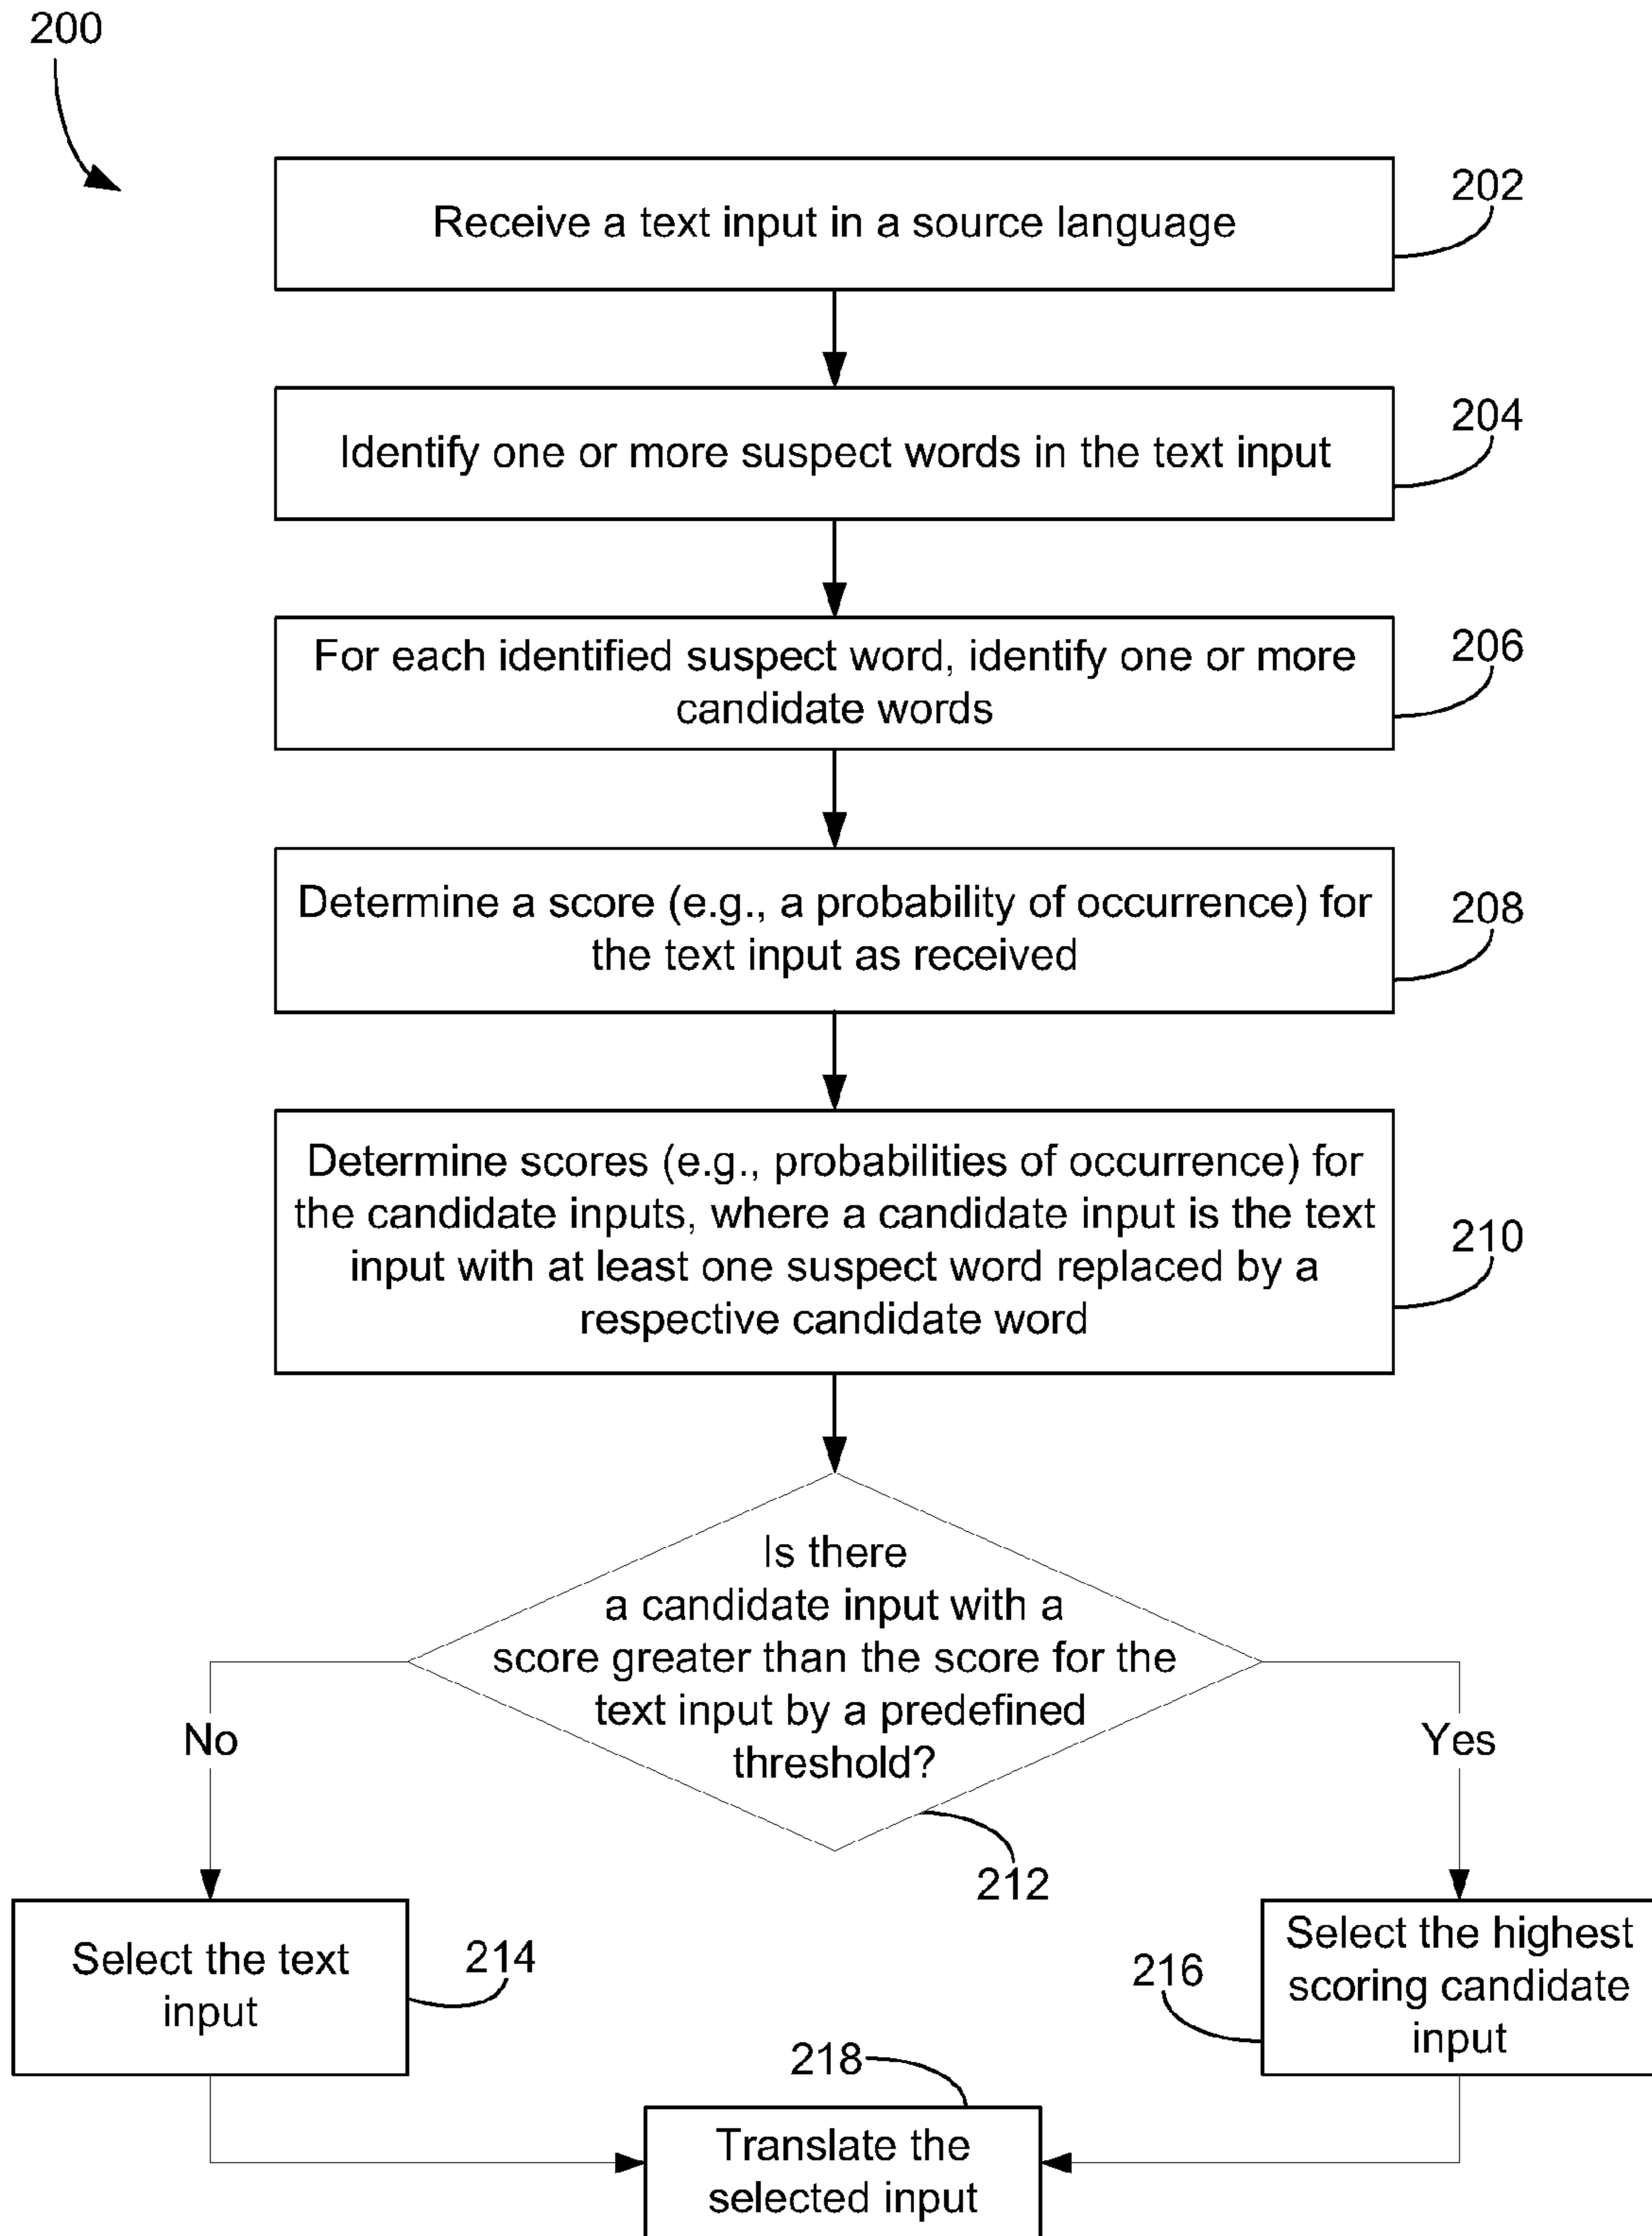 200
Receive a text input in a source language
202
Identify one or more suspect words in the text input
204
For each identified suspect word, identify one or more
candidate words
206
Determine a score (e.g., a probability of occurrence) for
the text input as received
208
Determine scores (e.g., probabilities of occurrence) for
the candidate inputs, where a candidate input is the text
input with at least one suspect word replaced by a
respective candidate word
210
Is there
a candidate input with a
score greater than the score for the
text input by a predefined
threshold?
212
No
Yes
Select the text
input
214
216
Select the highest
scoring candidate
input
218
Translate the
selected input